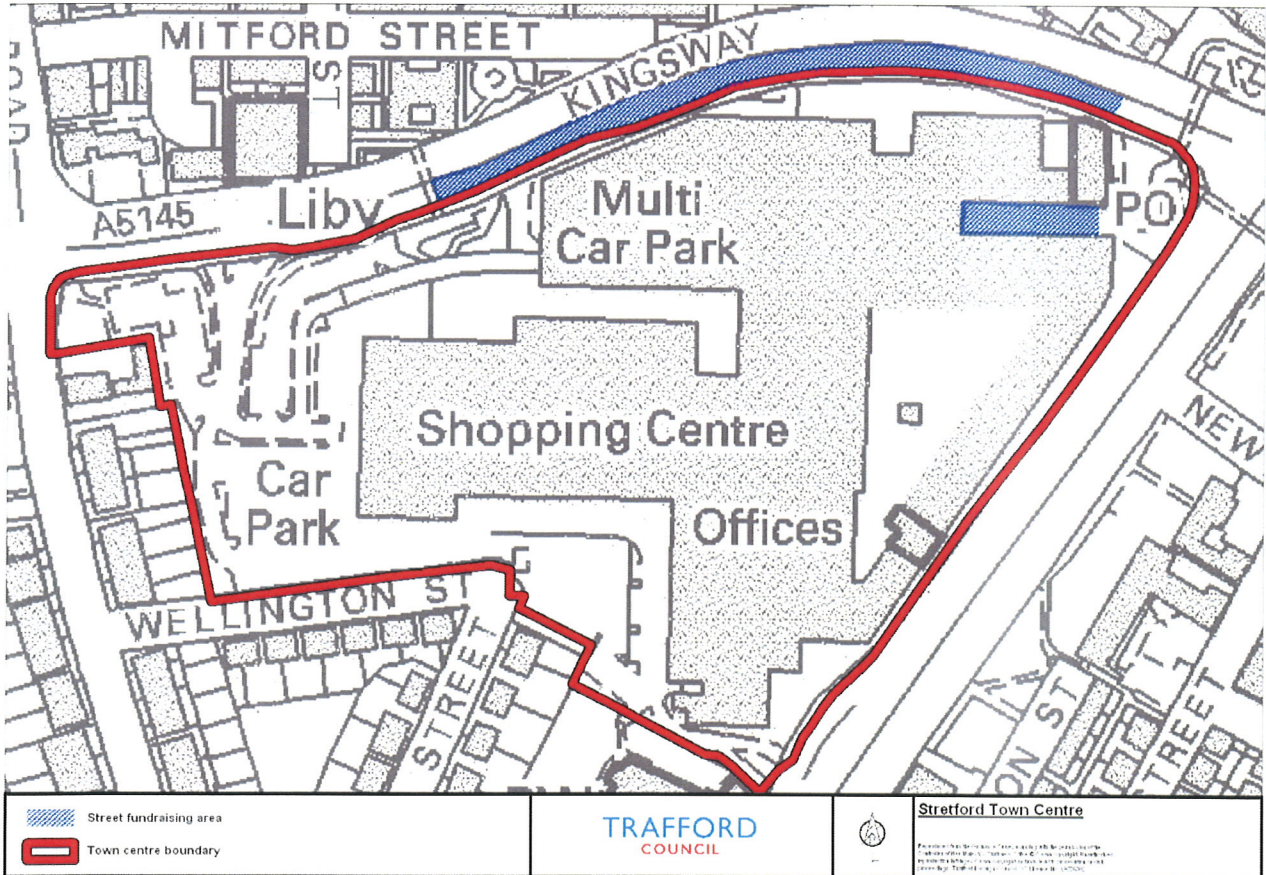 MITFORD STREET
ST
KINGSWAY
A5145
Liby
Multi
Car Park
PO
Shopping Centre
Car
Park
Offices
NEW
WELLINGTON ST
STREET
ON ST
STREET
Street fundraising area
Town centre boundary
TRAFFORD
COUNCIL
Stretford Town Centre